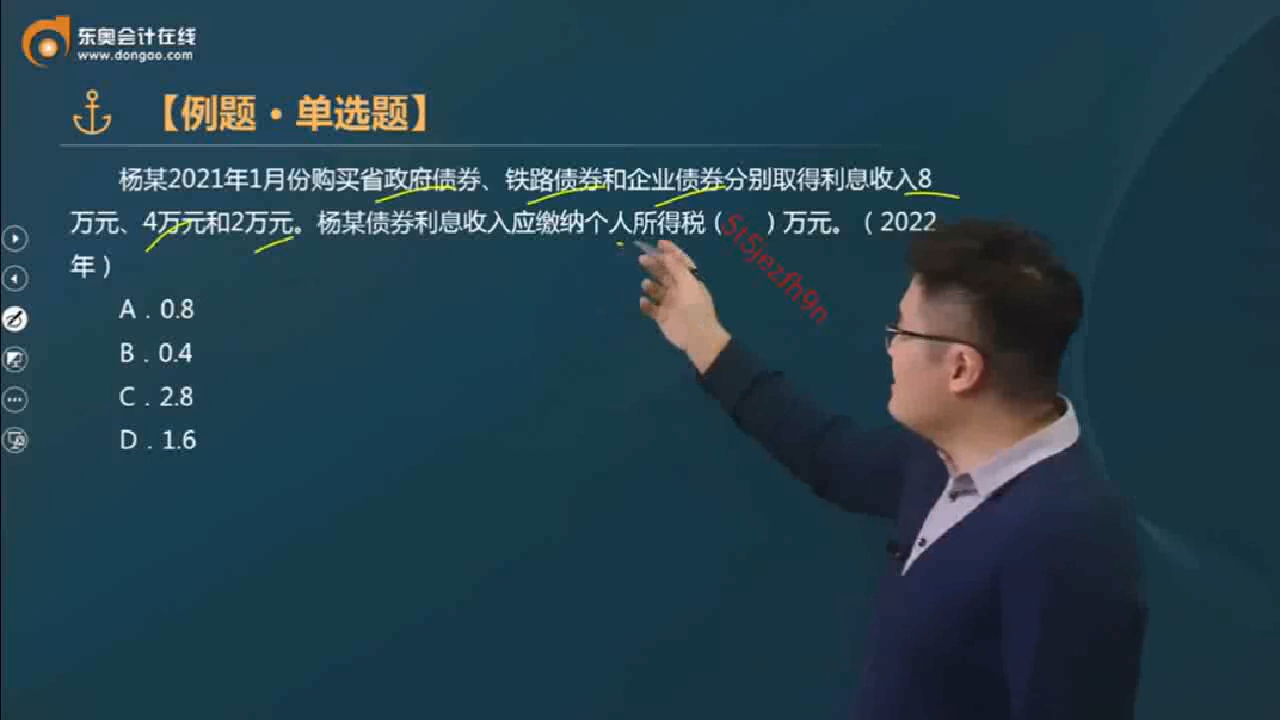 东奥会计在线
www.dongao.com
【例题·单选题】
杨某2021年1月份购买省政府债券、铁路债券和企业债券分别取得利息收入8
万元、4万元和2万元。杨某债券利息收入应缴纳个人所得税（　　）万元。（2022
年）
A．0.8
B．0.4
C．2.8
D．1.6
5t5jezfh9n